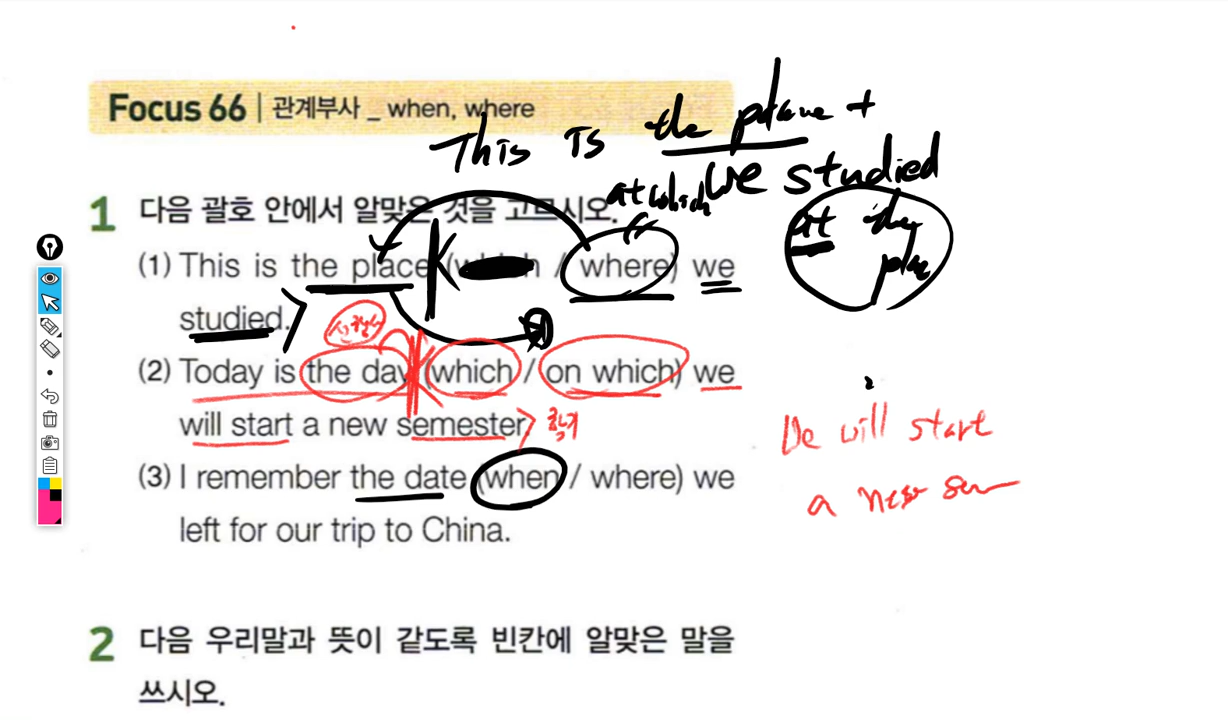 Focus 66 | 관계부사 _ when, where
This is the place +
we studied
at which
at the
1 다음 괄호 안에서 알맞은 것을 고르시오.
(1) This is the place (which / where) we
studied.
(2) Today is the day (which / on which) we
will start a new semester
학기
We will start
a new sem
(3) I remember the date (when / where) we
left for our trip to China.
2 다음 우리말과 뜻이 같도록 빈칸에 알맞은 말을
쓰시오.